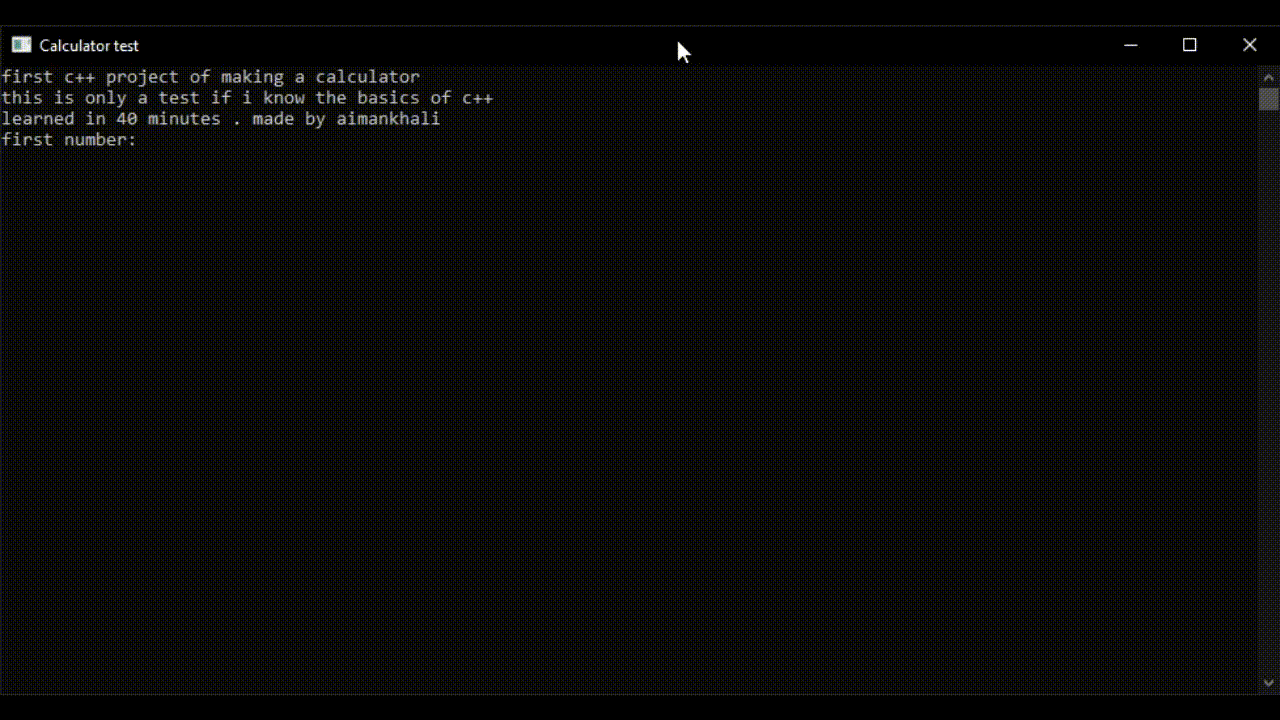 Calculator test
first c++ project of making a calculator
this is only a test if i know the basics of c++
learned in 40 minutes . made by aimankhali
first number: